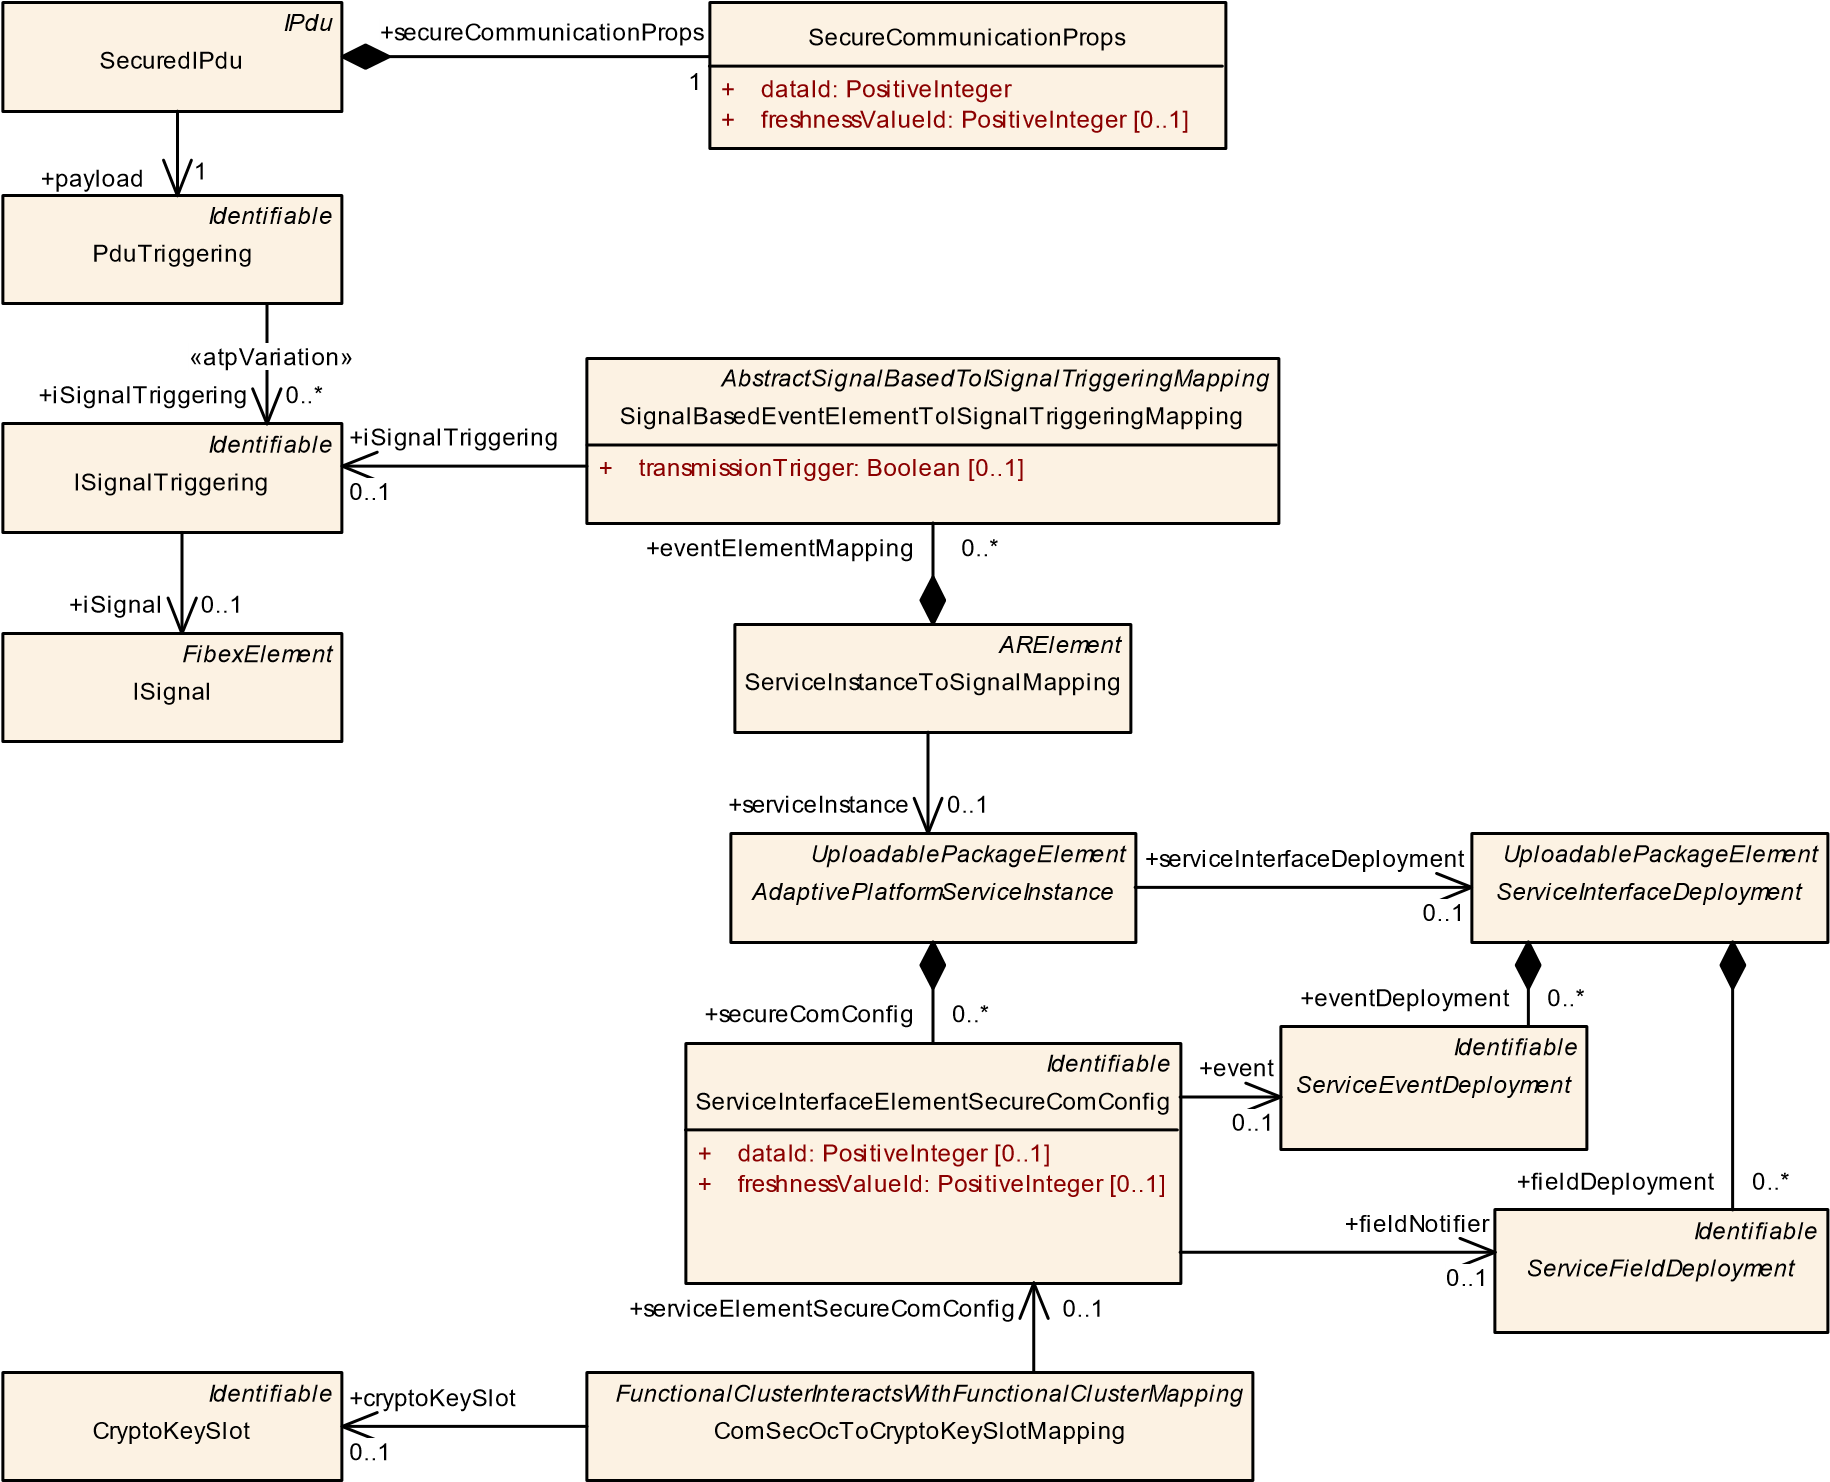 IPdu
SecuredIPdu
+secureCommunicationProps
1
SecureCommunicationProps
+ dataId: PositiveInteger
+ freshnessValueId: PositiveInteger [0..1]
+payload
1
Identifiable
PduTriggering
«atpVariation»
+iSignalTriggering
0..*
Identifiable
ISignalTriggering
+iSignalTriggering
0..1
AbstractSignalBasedToISignalTriggeringMapping
SignalBasedEventElementToISignalTriggeringMapping
+ transmissionTrigger: Boolean [0..1]
+eventElementMapping
0..*
+iSignal
0..1
FibexElement
ISignal
ARElement
ServiceInstanceToSignalMapping
+serviceInstance
0..1
UploadablePackageElement
AdaptivePlatformServiceInstance
+serviceInterfaceDeployment
0..1
UploadablePackageElement
ServiceInterfaceDeployment
+secureComConfig
0..*
+eventDeployment
0..*
Identifiable
ServiceInterfaceElementSecureComConfig
+ dataId: PositiveInteger [0..1]
+ freshnessValueId: PositiveInteger [0..1]
+event
0..1
Identifiable
ServiceEventDeployment
+fieldDeployment
0..*
+fieldNotifier
0..1
Identifiable
ServiceFieldDeployment
+serviceElementSecureComConfig
0..1
Identifiable
CryptoKeySlot
+cryptoKeySlot
0..1
FunctionalClusterInteractsWithFunctionalClusterMapping
ComSecOcToCryptoKeySlotMapping